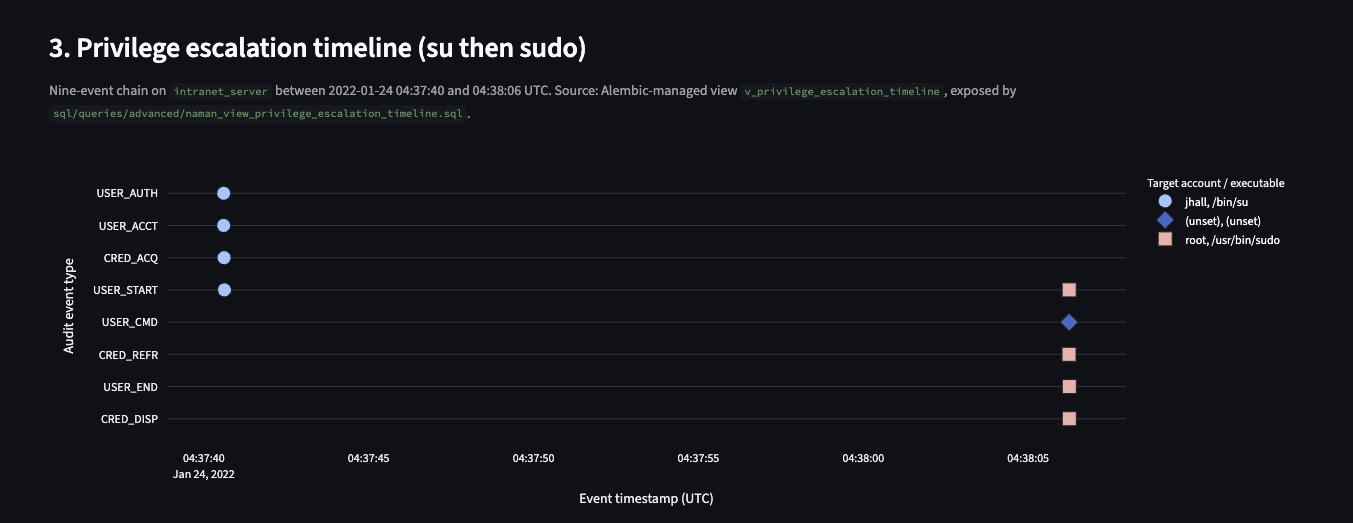 3. Privilege escalation timeline (su then sudo)
Nine-event chain on intranet_server between 2022-01-24 04:37:40 and 04:38:06 UTC. Source: Alembic-managed view v_privilege_escalation_timeline , exposed by
sql/queries/advanced/naman_view_privilege_escalation_timeline.sql .
Target account / executable
jhall, /bin/su
(unset), (unset)
root, /usr/bin/sudo
Audit event type
USER_AUTH
USER_ACCT
CRED_ACQ
USER_START
USER_CMD
CRED_REFR
USER_END
CRED_DISP
04:37:40 04:37:45 04:37:50 04:37:55 04:38:00 04:38:05
Jan 24, 2022
Event timestamp (UTC)